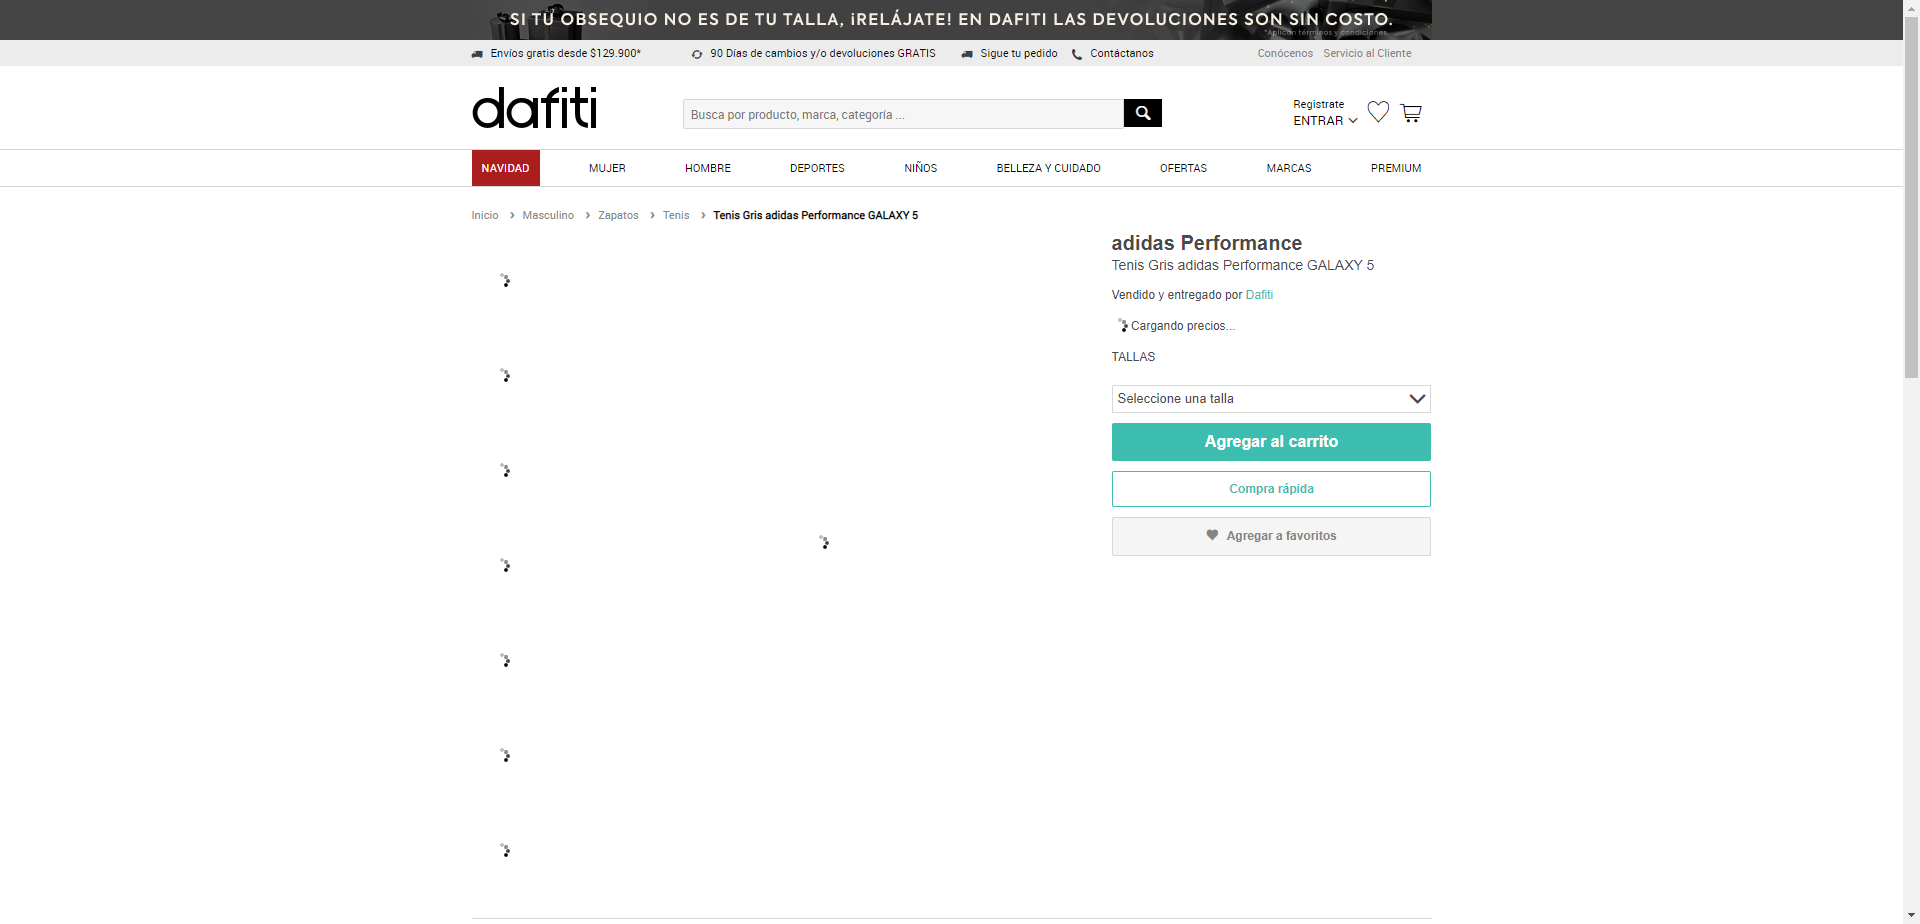 SI TU OBSEQUIO NO ES DE TU TALLA, ¡RELÁJATE! EN DAFITI LAS DEVOLUCIONES SON SIN COSTO.
*Aplican términos y condiciones.
Envíos gratis desde $129.900*
90 Días de cambios y/o devoluciones GRATIS
Sigue tu pedido
Contáctanos
Conócenos
Servicio al Cliente
dafiti
Busca por producto, marca, categoría ...
Registrate
ENTRAR
NAVIDAD
MUJER
HOMBRE
DEPORTES
NIÑOS
BELLEZA Y CUIDADO
OFERTAS
MARCAS
PREMIUM
Inicio › Masculino › Zapatos › Tenis › Tenis Gris adidas Performance GALAXY 5
adidas Performance
Tenis Gris adidas Performance GALAXY 5
Vendido y entregado por Dafiti
Cargando precios...
TALLAS
Seleccione una talla
Agregar al carrito
Compra rápida
Agregar a favoritos